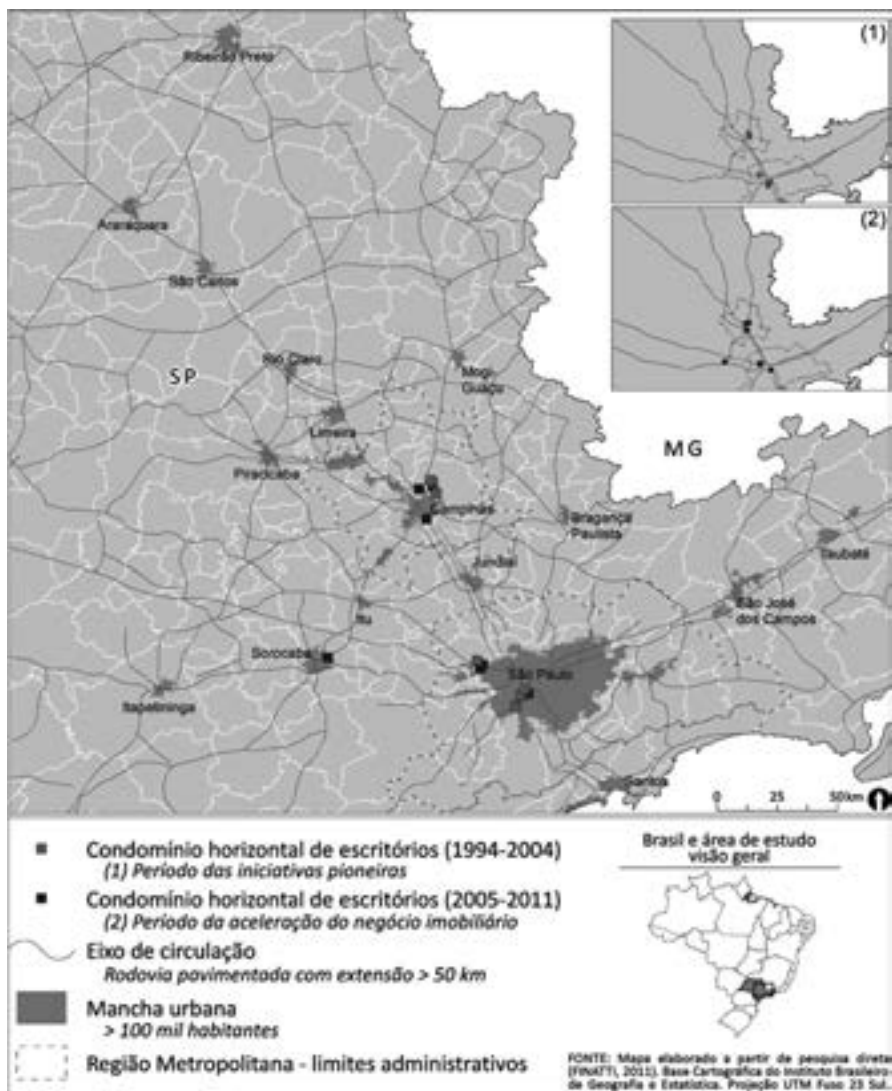 Ribeirão Preto
(1)
Araraquara
(2)
São Carlos
Rio Claro
Mogi-
Guaçu
SP
Limeira
MG
Piracicaba
Campinas
Bragança
Paulista
Taubaté
Jundiaí
São José
dos Campos
Itu
Sorocaba
São Paulo
Itapetininga
Santos
0 25 50 km
Condomínio horizontal de escritórios (1994-2004)
(1) Período das iniciativas pioneiras
Condomínio horizontal de escritórios (2005-2011)
(2) Periodo da aceleração do negócio imobiliário
Eixo de circulação
Rodovia pavimentada com extensão > 50 km
Mancha urbana
> 100 mil habitantes
Região Metropolitana - limites administrativos
Brasil e área de estudo
visão geral
FONTE: Mapa elaborado a partir de pesquisa direta
(FINATTI, 2011). Base Cartográfica do Instituto Brasileiro
de Geografia e Estatística. Projeção UTM Fuso 23 Sul.